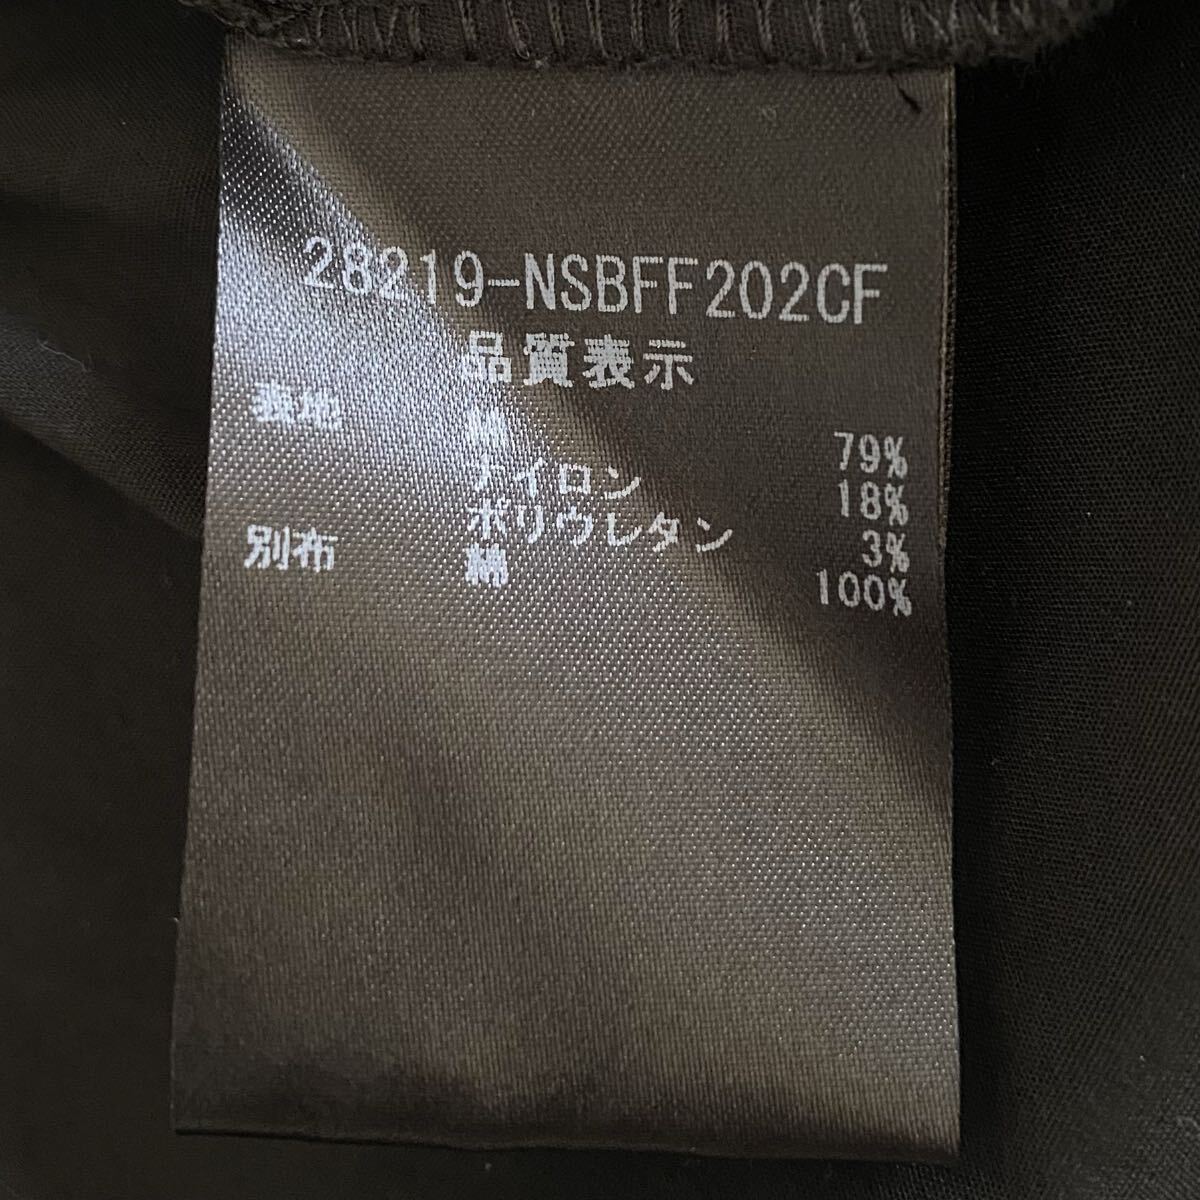 28219-NSBFF202CF
品質表示
表地 綿 79%
ナイロン 18%
ポリウレタン 3%
別布 綿 100%